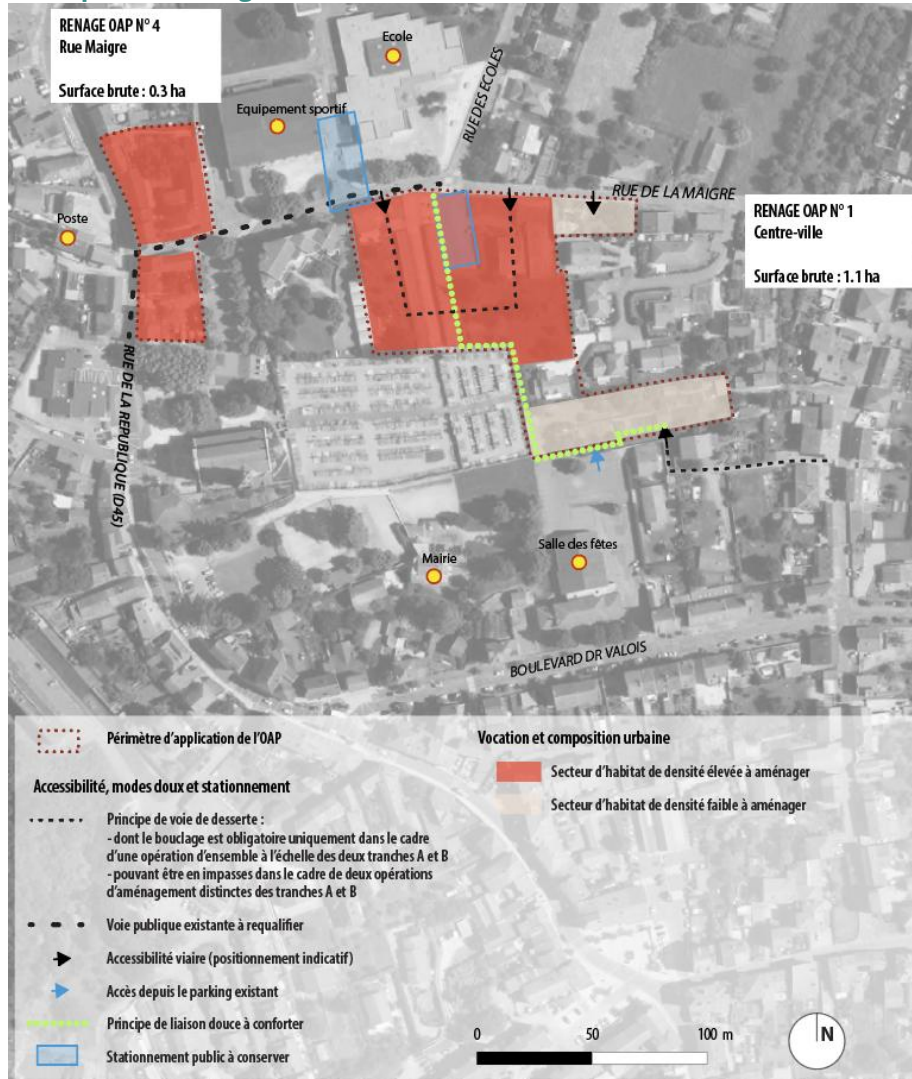 RENAGE OAP N° 4
Rue Maigre
Surface brute : 0.3 ha
Ecole
Equipement sportif
RUE DES ECOLES
RUE DE LA MAIGRE
Poste
RENAGE OAP N° 1
Centre-ville
Surface brute : 1.1 ha
RUE DE LA REPUBLIQUE (D45)
Mairie
Salle des fêtes
BOULEVARD DR VALOIS
Périmètre d'application de l'OAP
Accessibilité, modes doux et stationnement
Principe de voie de desserte :
- dont le bouclage est obligatoire uniquement dans le cadre
d'une opération d'ensemble à l'échelle des deux tranches A et B
- pouvant être en impasses dans le cadre de deux opérations
d'aménagement distinctes des tranches A et B
Voie publique existante à requalifier
Accessibilité viaire (positionnement indicatif)
Accès depuis le parking existant
Principe de liaison douce à conforter
Stationnement public à conserver
Vocation et composition urbaine
Secteur d'habitat de densité élevée à aménager
Secteur d'habitat de densité faible à aménager
0 50 100 m
N